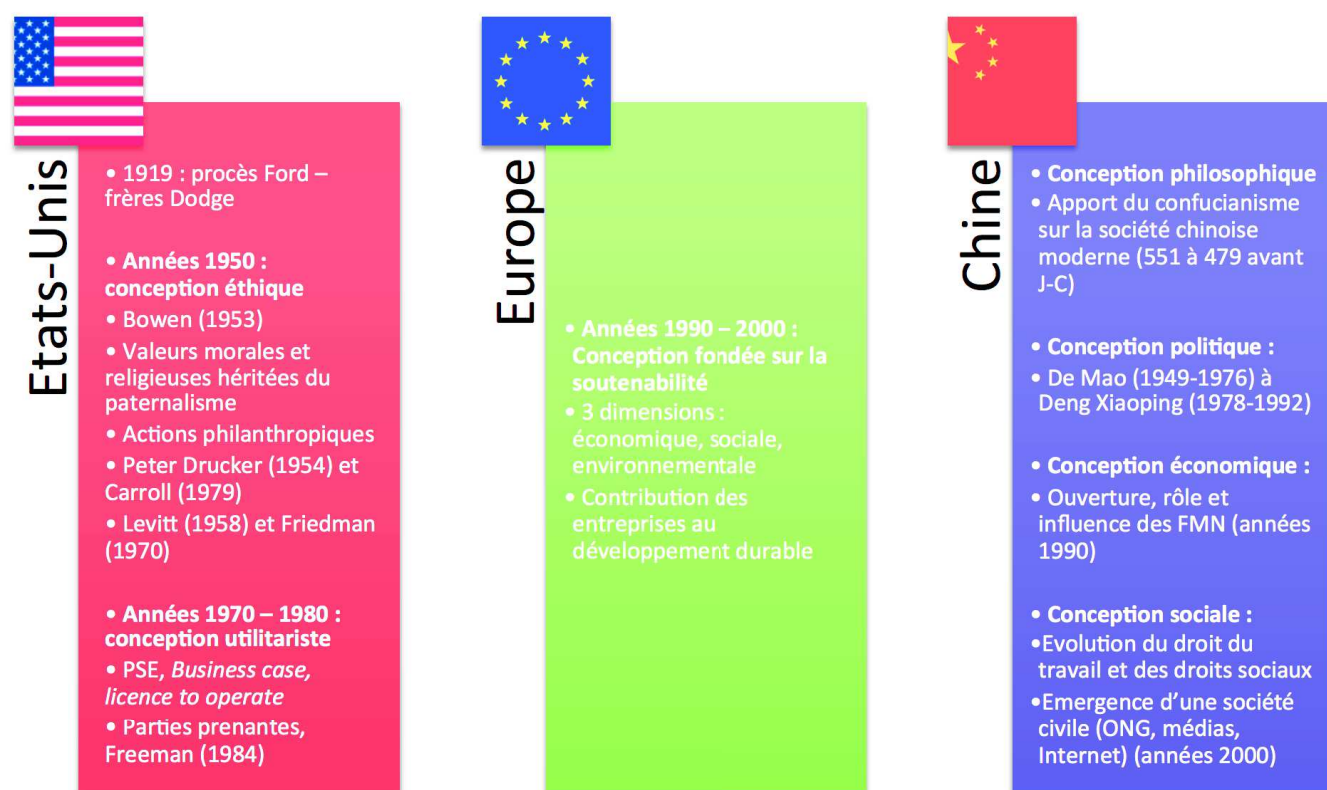 Etats-Unis
• 1919 : procès Ford –
frères Dodge
• Années 1950 :
conception éthique
• Bowen (1953)
• Valeurs morales et
religieuses héritées du
paternalisme
• Actions philanthropiques
• Peter Drucker (1954) et
Carroll (1979)
• Levitt (1958) et Friedman
(1970)
• Années 1970 – 1980 :
conception utilitariste
• PSE, Business case,
licence to operate
• Parties prenantes,
Freeman (1984)
Europe
• Années 1990 – 2000 :
Conception fondée sur la
soutenabilité
• 3 dimensions :
économique, sociale,
environnementale
• Contribution des
entreprises au
développement durable
Chine
• Conception philosophique
• Apport du confucianisme
sur la société chinoise
moderne (551 à 479 avant
J-C)
• Conception politique :
• De Mao (1949-1976) à
Deng Xiaoping (1978-1992)
• Conception économique :
• Ouverture, rôle et
influence des FMN (années
1990)
• Conception sociale :
•Evolution du droit du
travail et des droits sociaux
•Emergence d’une société
civile (ONG, médias,
Internet) (années 2000)